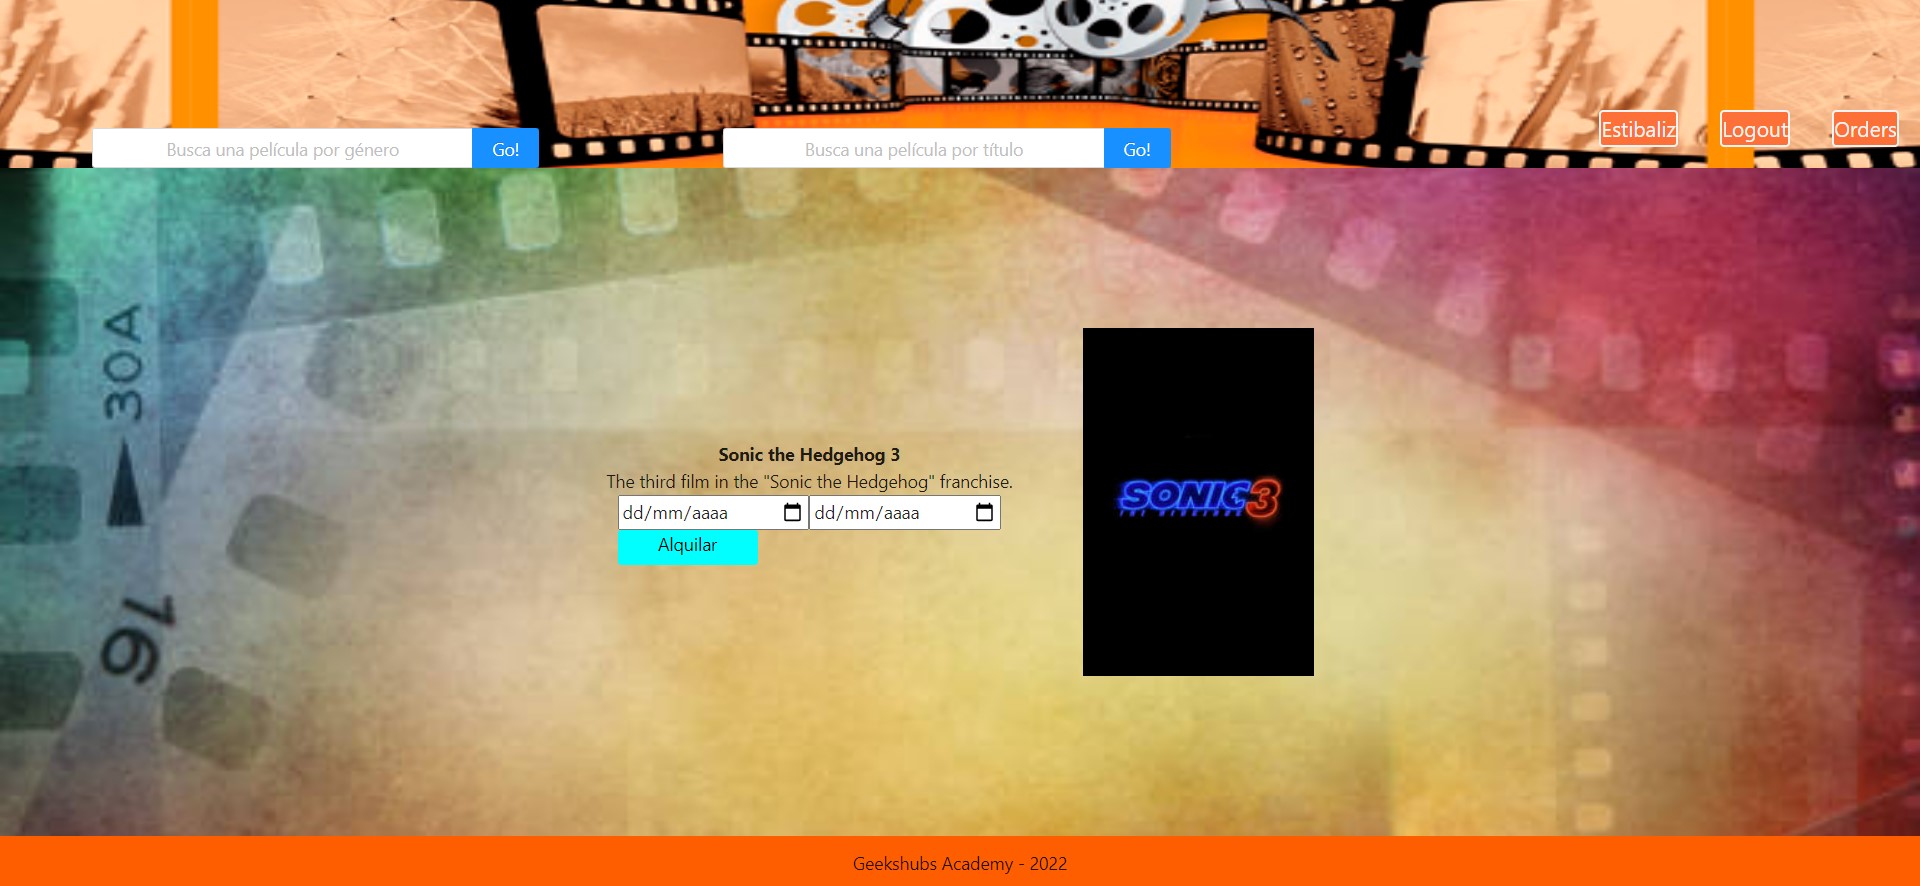 Estibaliz Logout Orders
Busca una película por género Go! Busca una película por título Go!
30A
16
Sonic the Hedgehog 3
The third film in the "Sonic the Hedgehog" franchise.
dd/mm/aaaa dd/mm/aaaa
Alquilar
SONIC 3
Geekshubs Academy - 2022